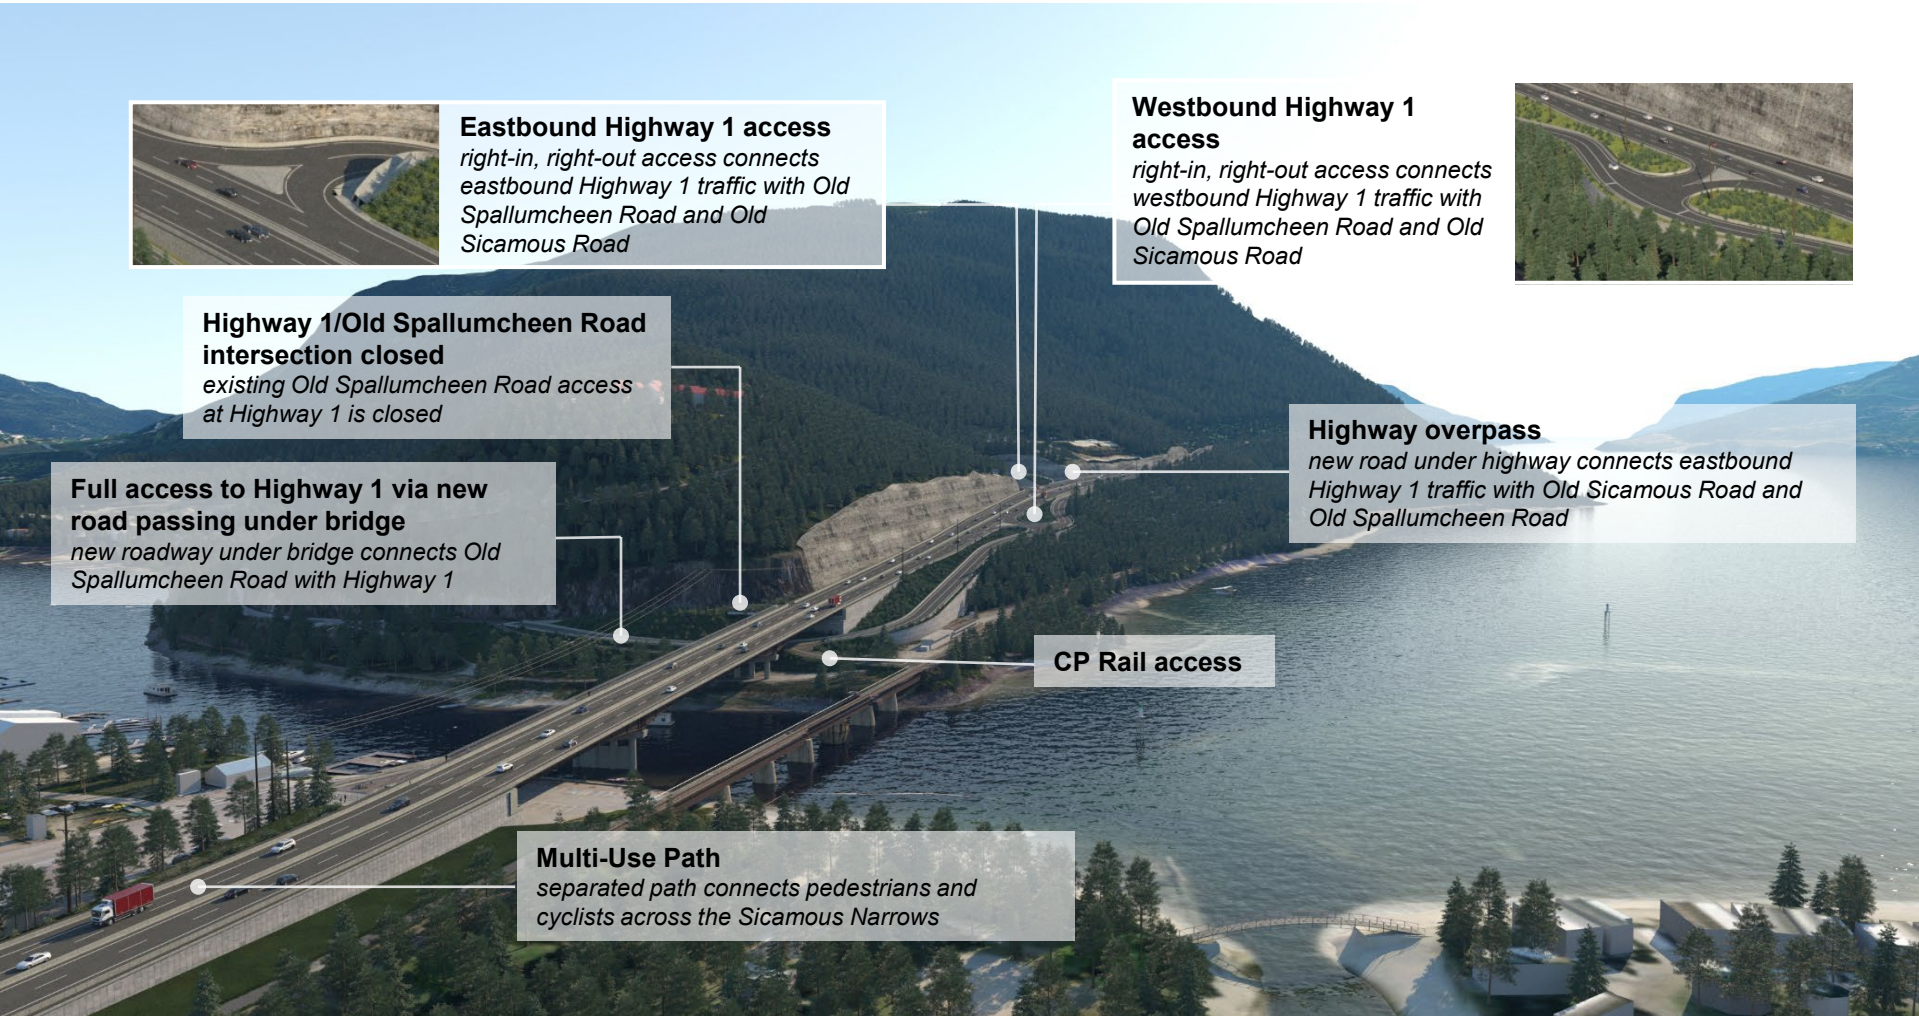 Eastbound Highway 1 access
right-in, right-out access connects
eastbound Highway 1 traffic with Old
Spallumcheen Road and Old
Sicamous Road
Westbound Highway 1
access
right-in, right-out access connects
westbound Highway 1 traffic with
Old Spallumcheen Road and Old
Sicamous Road
Highway 1/Old Spallumcheen Road
intersection closed
existing Old Spallumcheen Road access
at Highway 1 is closed
Highway overpass
new road under highway connects eastbound
Highway 1 traffic with Old Sicamous Road and
Old Spallumcheen Road
Full access to Highway 1 via new
road passing under bridge
new roadway under bridge connects Old
Spallumcheen Road with Highway 1
CP Rail access
Multi-Use Path
separated path connects pedestrians and
cyclists across the Sicamous Narrows